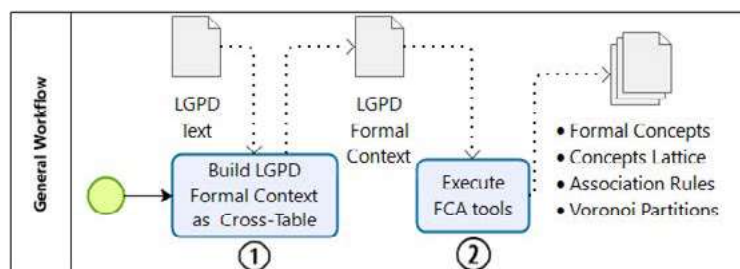 General Workflow
LGPD
Text
LGPD
Formal
Context
• Formal Concepts
• Concepts Lattice
• Association Rules
• Voronoi Partitions
Build LGPD
Formal Context
as Cross-Table
Execute
FCA tools
1
2